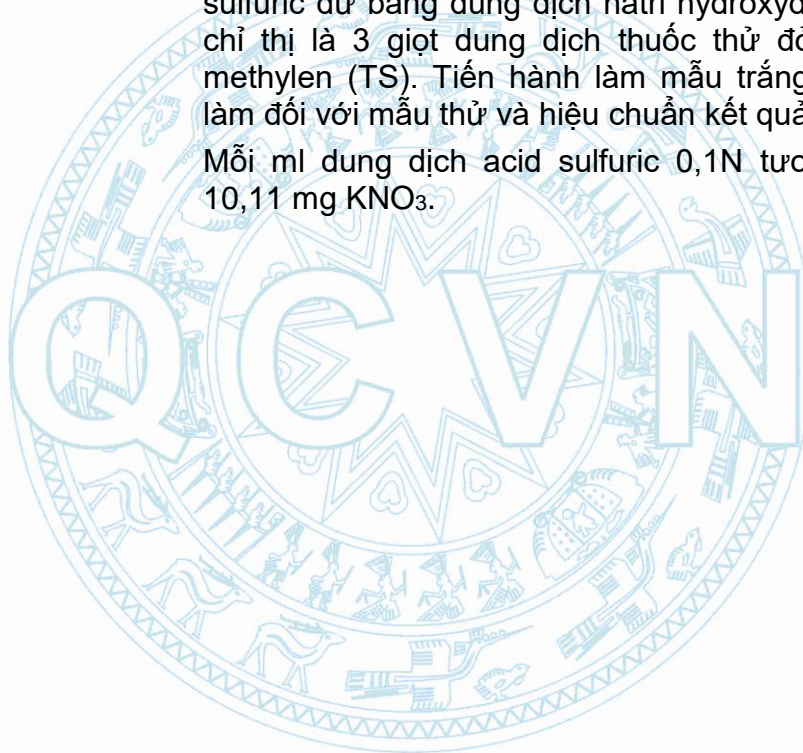 sulfuric dư bằng dung dịch natri hydroxyd
chỉ thị là 3 giọt dung dịch thuốc thử đỏ
methylen (TS). Tiến hành làm mẫu trắng
làm đối với mẫu thử và hiệu chuẩn kết quả
Mỗi ml dung dịch acid sulfuric 0,1N tươ
10,11 mg KNO₃.
QCVN